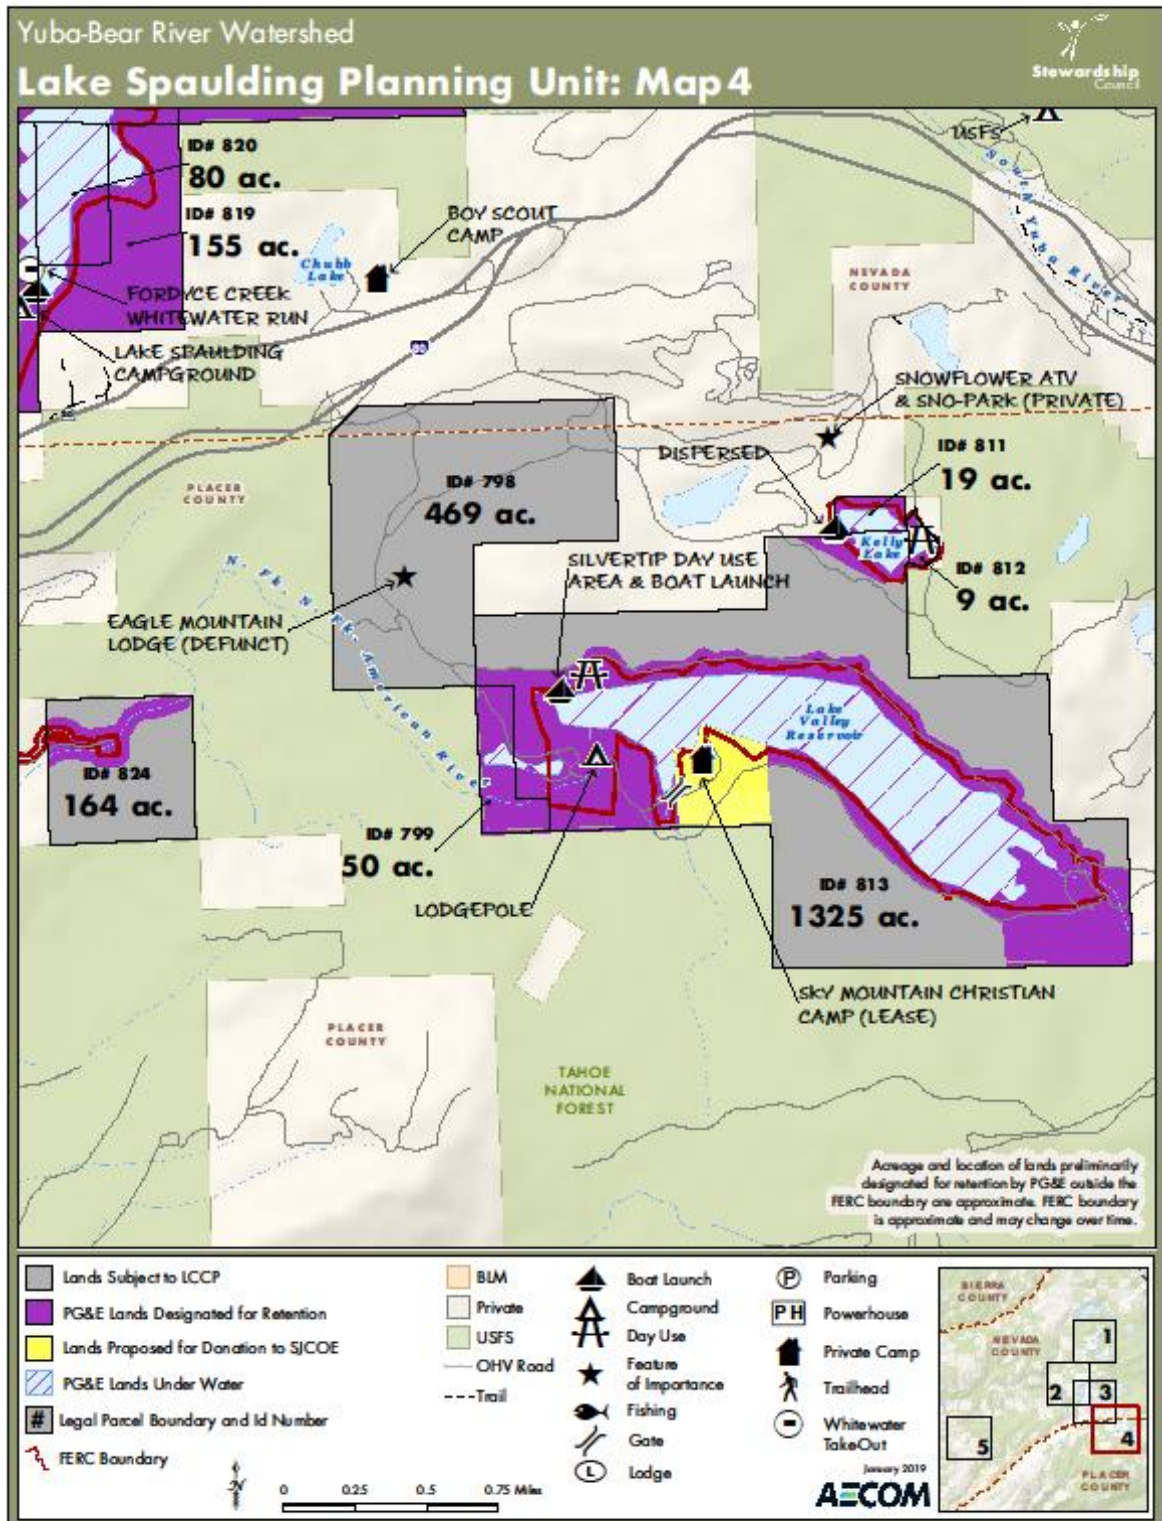 Yuba-Bear River Watershed
Lake Spaulding Planning Unit: Map 4
Stewardship
Council
USFS
South Yuba River
ID# 820
80 ac.
ID# 819
155 ac.
BOY SCOUT
CAMP
Chubb
Lake
NEVADA
COUNTY
FORDYCE CREEK
WHITEWATER RUN
LAKE SPAULDING
CAMPGROUND
80
SNOWFLOWER ATV
& SNO-PARK (PRIVATE)
DISPERSED
ID# 811
19 ac.
PLACER
COUNTY
ID# 798
469 ac.
Kelly
Lake
SILVERTIP DAY USE
AREA & BOAT LAUNCH
ID# 812
9 ac.
N. Fk. N. Fk. American River
EAGLE MOUNTAIN
LODGE (DEFUNCT)
Lake
Valley
Reservoir
ID# 824
164 ac.
ID# 799
50 ac.
LODGEPOLE
ID# 813
1325 ac.
SKY MOUNTAIN CHRISTIAN
CAMP (LEASE)
PLACER
COUNTY
TAHOE
NATIONAL
FOREST
Acreage and location of lands preliminarily
designated for retention by PG&E outside the
FERC boundary are approximate. FERC boundary
is approximate and may change over time.
Lands Subject to LCCP
PG&E Lands Designated for Retention
Lands Proposed for Donation to SJCOE
PG&E Lands Under Water
# Legal Parcel Boundary and Id Number
FERC Boundary
BLM
Private
USFS
OHV Road
Trail
Boat Launch
Campground
Day Use
Feature
of Importance
Fishing
Gate
L Lodge
P Parking
PH Powerhouse
Private Camp
Trailhead
Whitewater
TakeOut
N
0 0.25 0.5 0.75 Miles
January 2019
AECOM
SIERRA
COUNTY
NEVADA
COUNTY
1
2
3
4
5
PLACER
COUNTY